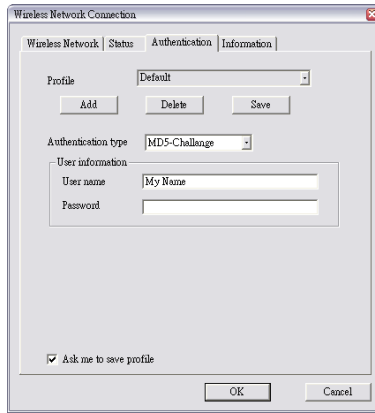 Wireless Network Connection
Wireless Network Status Authentication Information
Profile Default
Add Delete Save
Authentication type MD5-Challange
User information
User name My Name
Password
Ask me to save profile
OK Cancel